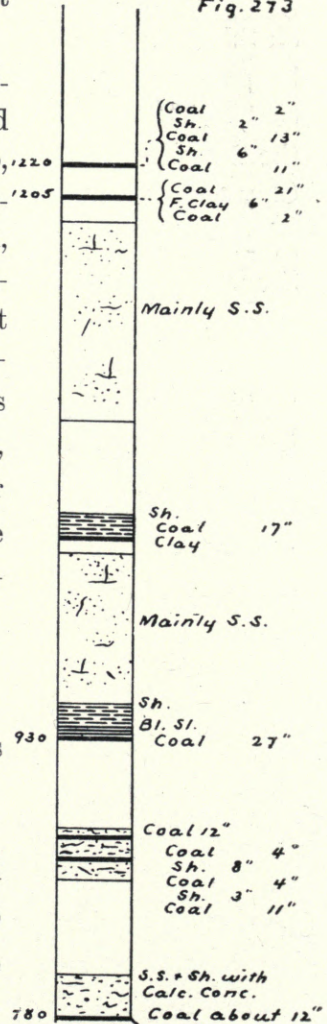 Fig. 273
Coal 2"
Sh. 2"
Coal 13"
Sh. 6"
1220 Coal 11"
1205 Coal 21"
F. Clay 6"
Coal 2"
Mainly S.S.
Sh.
Coal 17"
Clay
Mainly S.S.
Sh.
Bl. Sl.
930 Coal 27"
Coal 12"
Coal 4"
Sh. 8"
Coal 4"
Sh. 3"
Coal 11"
S.S. + Sh. with
Calc. Conc.
780 Coal about 12"